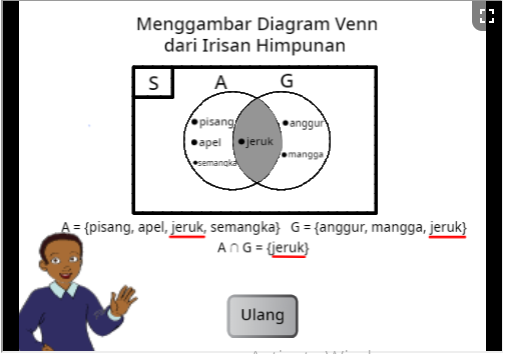 Menggambar Diagram Venn
dari Irisan Himpunan
S A G
pisang
anggur
apel
jeruk
mangga
semangka
A = {pisang, apel, jeruk, semangka} G = {anggur, mangga, jeruk}
A ∩ G = {jeruk}
Ulang